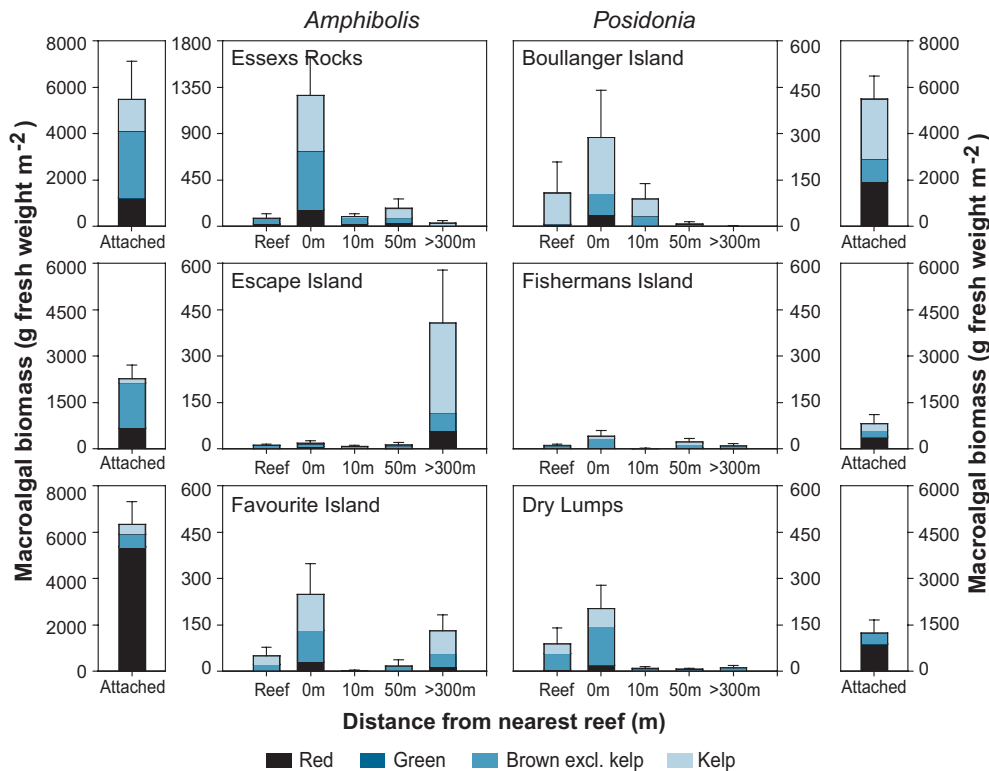 Amphibolis Posidonia
Macroalgal biomass (g fresh weight m-2)
8000 6000 4000 2000 0
Attached
1800 1350 900 450 0
Essexs Rocks
Reef 0m 10m 50m >300m
Boullanger Island
600 450 300 150 0
Reef 0m 10m 50m >300m
8000 6000 4000 2000 0
Attached
6000 4500 3000 1500 0
Attached
600 450 300 150 0
Escape Island
Reef 0m 10m 50m >300m
Fishermans Island
600 450 300 150 0
Reef 0m 10m 50m >300m
6000 4500 3000 1500 0
Attached
8000 6000 4000 2000 0
Attached
600 450 300 150 0
Favourite Island
Reef 0m 10m 50m >300m
Dry Lumps
600 450 300 150 0
Reef 0m 10m 50m >300m
6000 4500 3000 1500 0
Attached
Macroalgal biomass (g fresh weight m-2)
Distance from nearest reef (m)
Red Green Brown excl. kelp Kelp